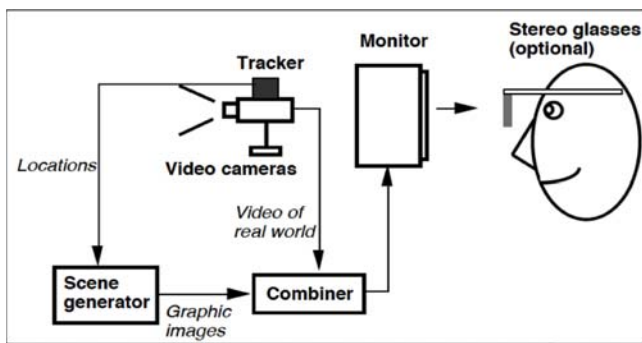 Stereo glasses
(optional)
Monitor
Tracker
Locations
Video cameras
Video of
real world
Scene
generator
Combiner
Graphic
images